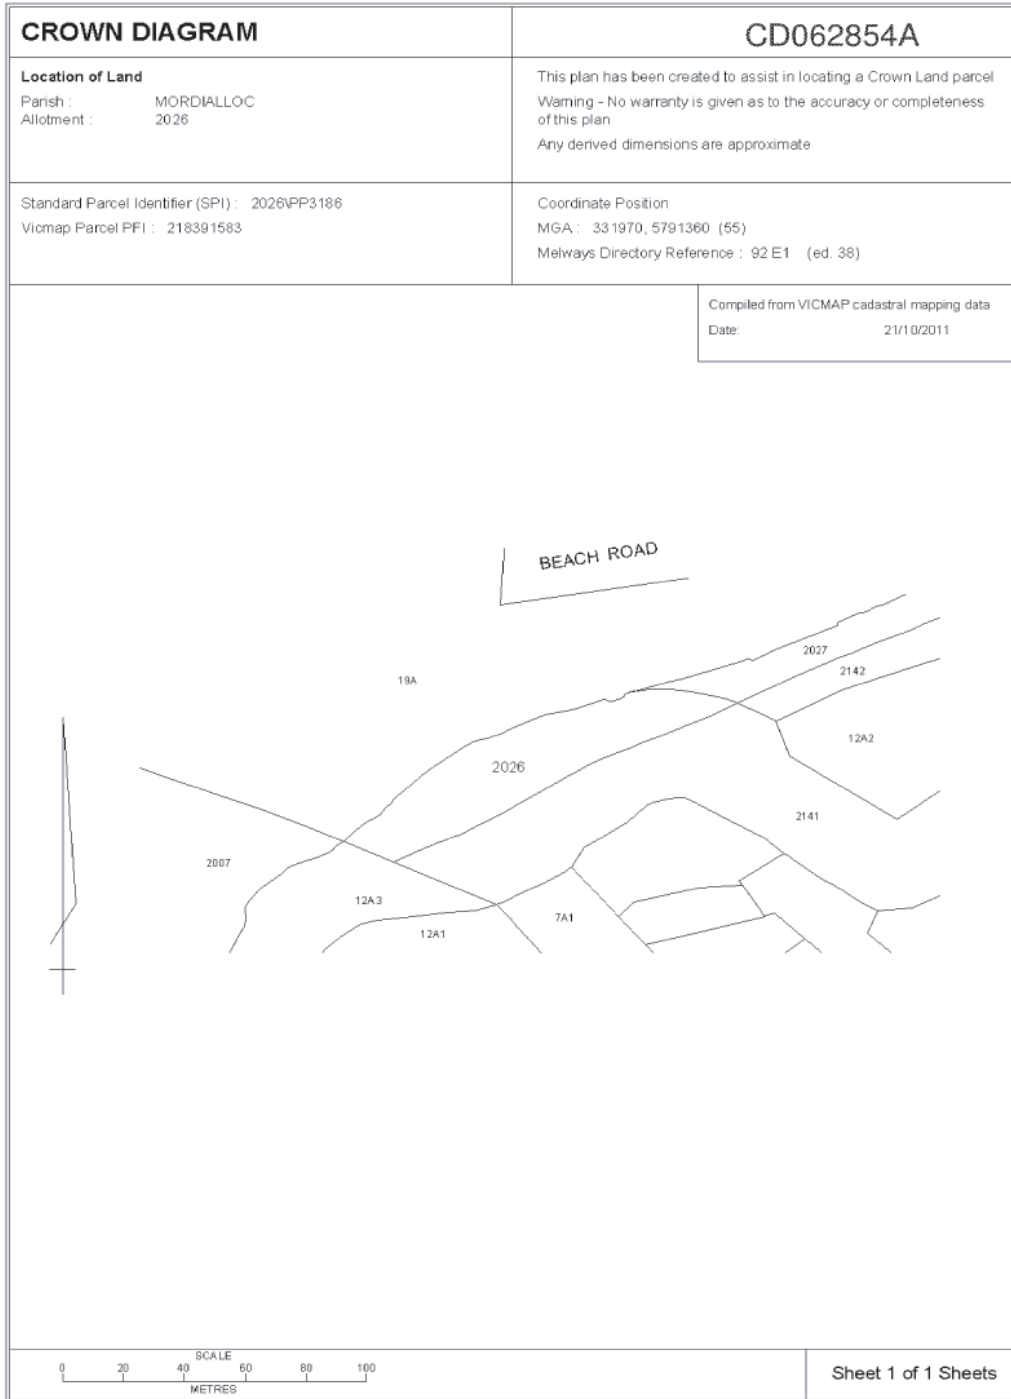 CROWN DIAGRAM
CD062854A
Location of Land
Parish : MORDIALLOC
Allotment : 2026
This plan has been created to assist in locating a Crown Land parcel
Warning - No warranty is given as to the accuracy or completeness
of this plan
Any derived dimensions are approximate
Standard Parcel Identifier (SPI) : 2026\PP3186
Vicmap Parcel PFI : 218391583
Coordinate Position
MGA : 331970, 5791360 (55)
Melways Directory Reference : 92 E1 (ed. 38)
Compiled from VICMAP cadastral mapping data
Date: 21/10/2011
BEACH ROAD
2027
2142
19A
12A2
2026
2141
2007
12A3
7A1
12A1
SCALE
0 20 40 60 80 100
METRES
Sheet 1 of 1 Sheets